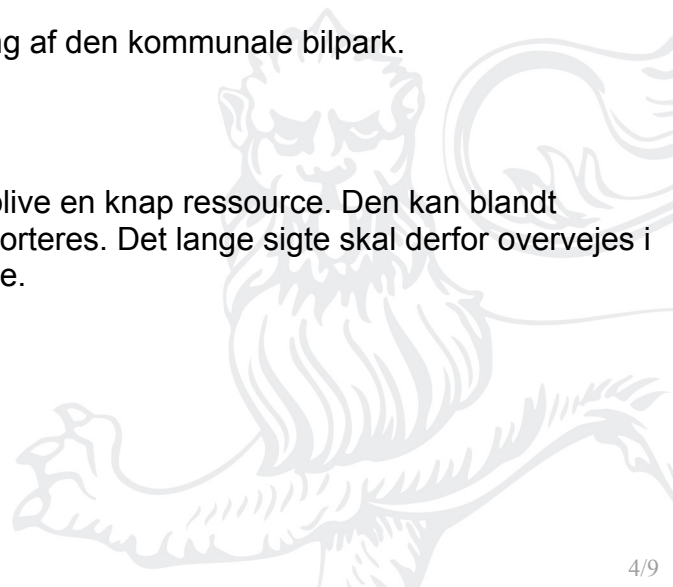 g af den kommunale bilpark.
blive en knap ressource. Den kan blandt
orteres. Det lange sigte skal derfor overvejes i
e.
4/9